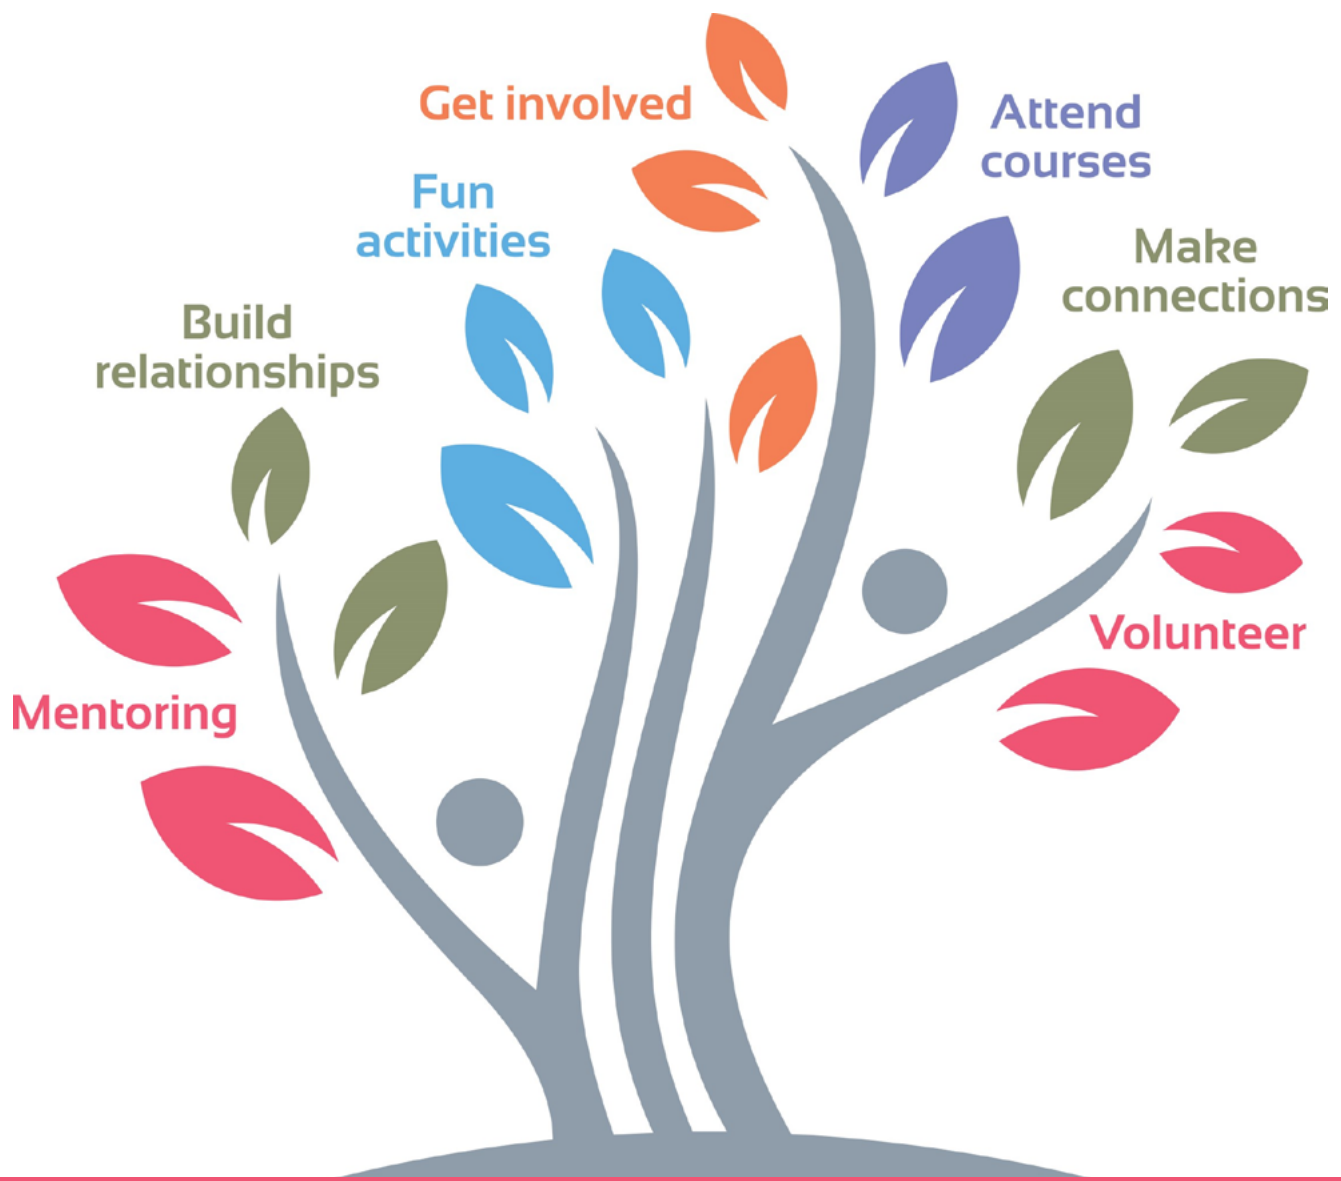 Get involved
Attend
courses
Fun
activities
Make
connections
Build
relationships
Volunteer
Mentoring